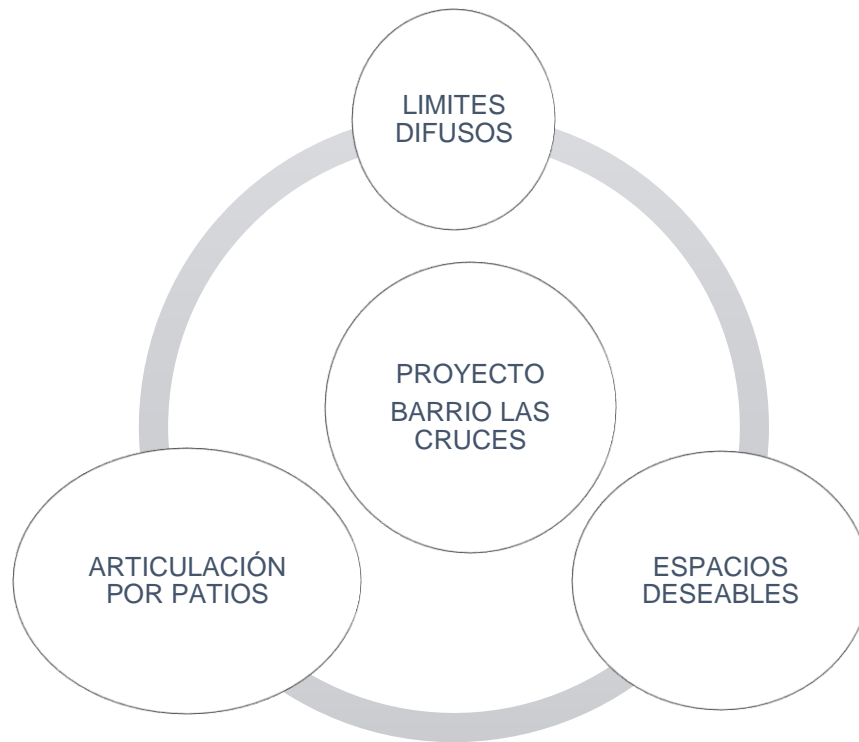 LIMITES
DIFUSOS
PROYECTO
BARRIO LAS
CRUCES
ARTICULACIÓN
POR PATIOS
ESPACIOS
DESEABLES